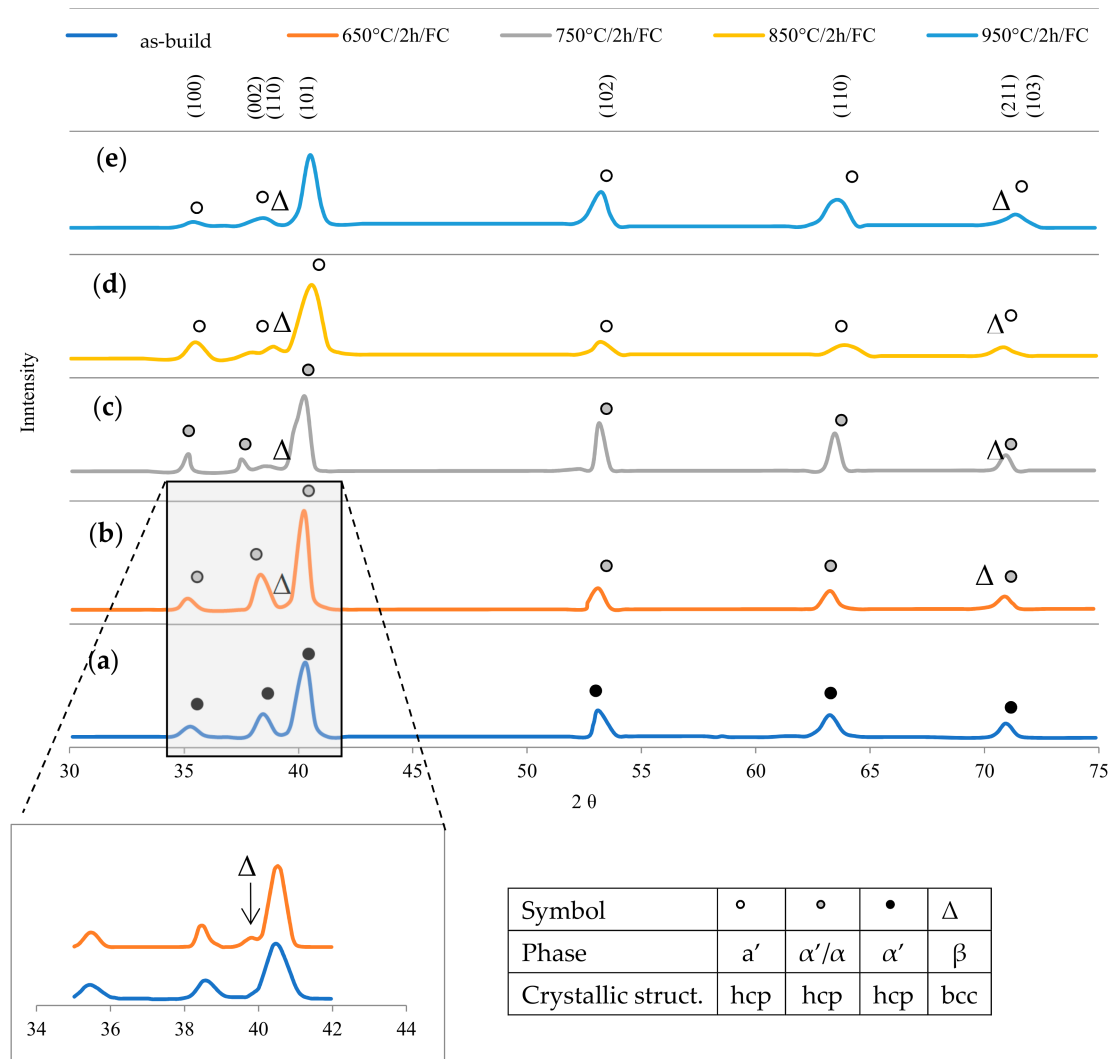 as-build 650°C/2h/FC 750°C/2h/FC 850°C/2h/FC 950°C/2h/FC
(100) (002) (110) (101) (102) (110) (211) (103)
(e)
Δ Δ
(d)
Δ Δ
Inntensity
(c)
Δ Δ
(b)
Δ Δ
(a)
30 35 40 45 50 55 60 65 70 75
2 θ
Δ
34 36 38 40 42 44
Symbol Δ
Phase a′ α′/α α′ β
Crystallic struct. hcp hcp hcp bcc